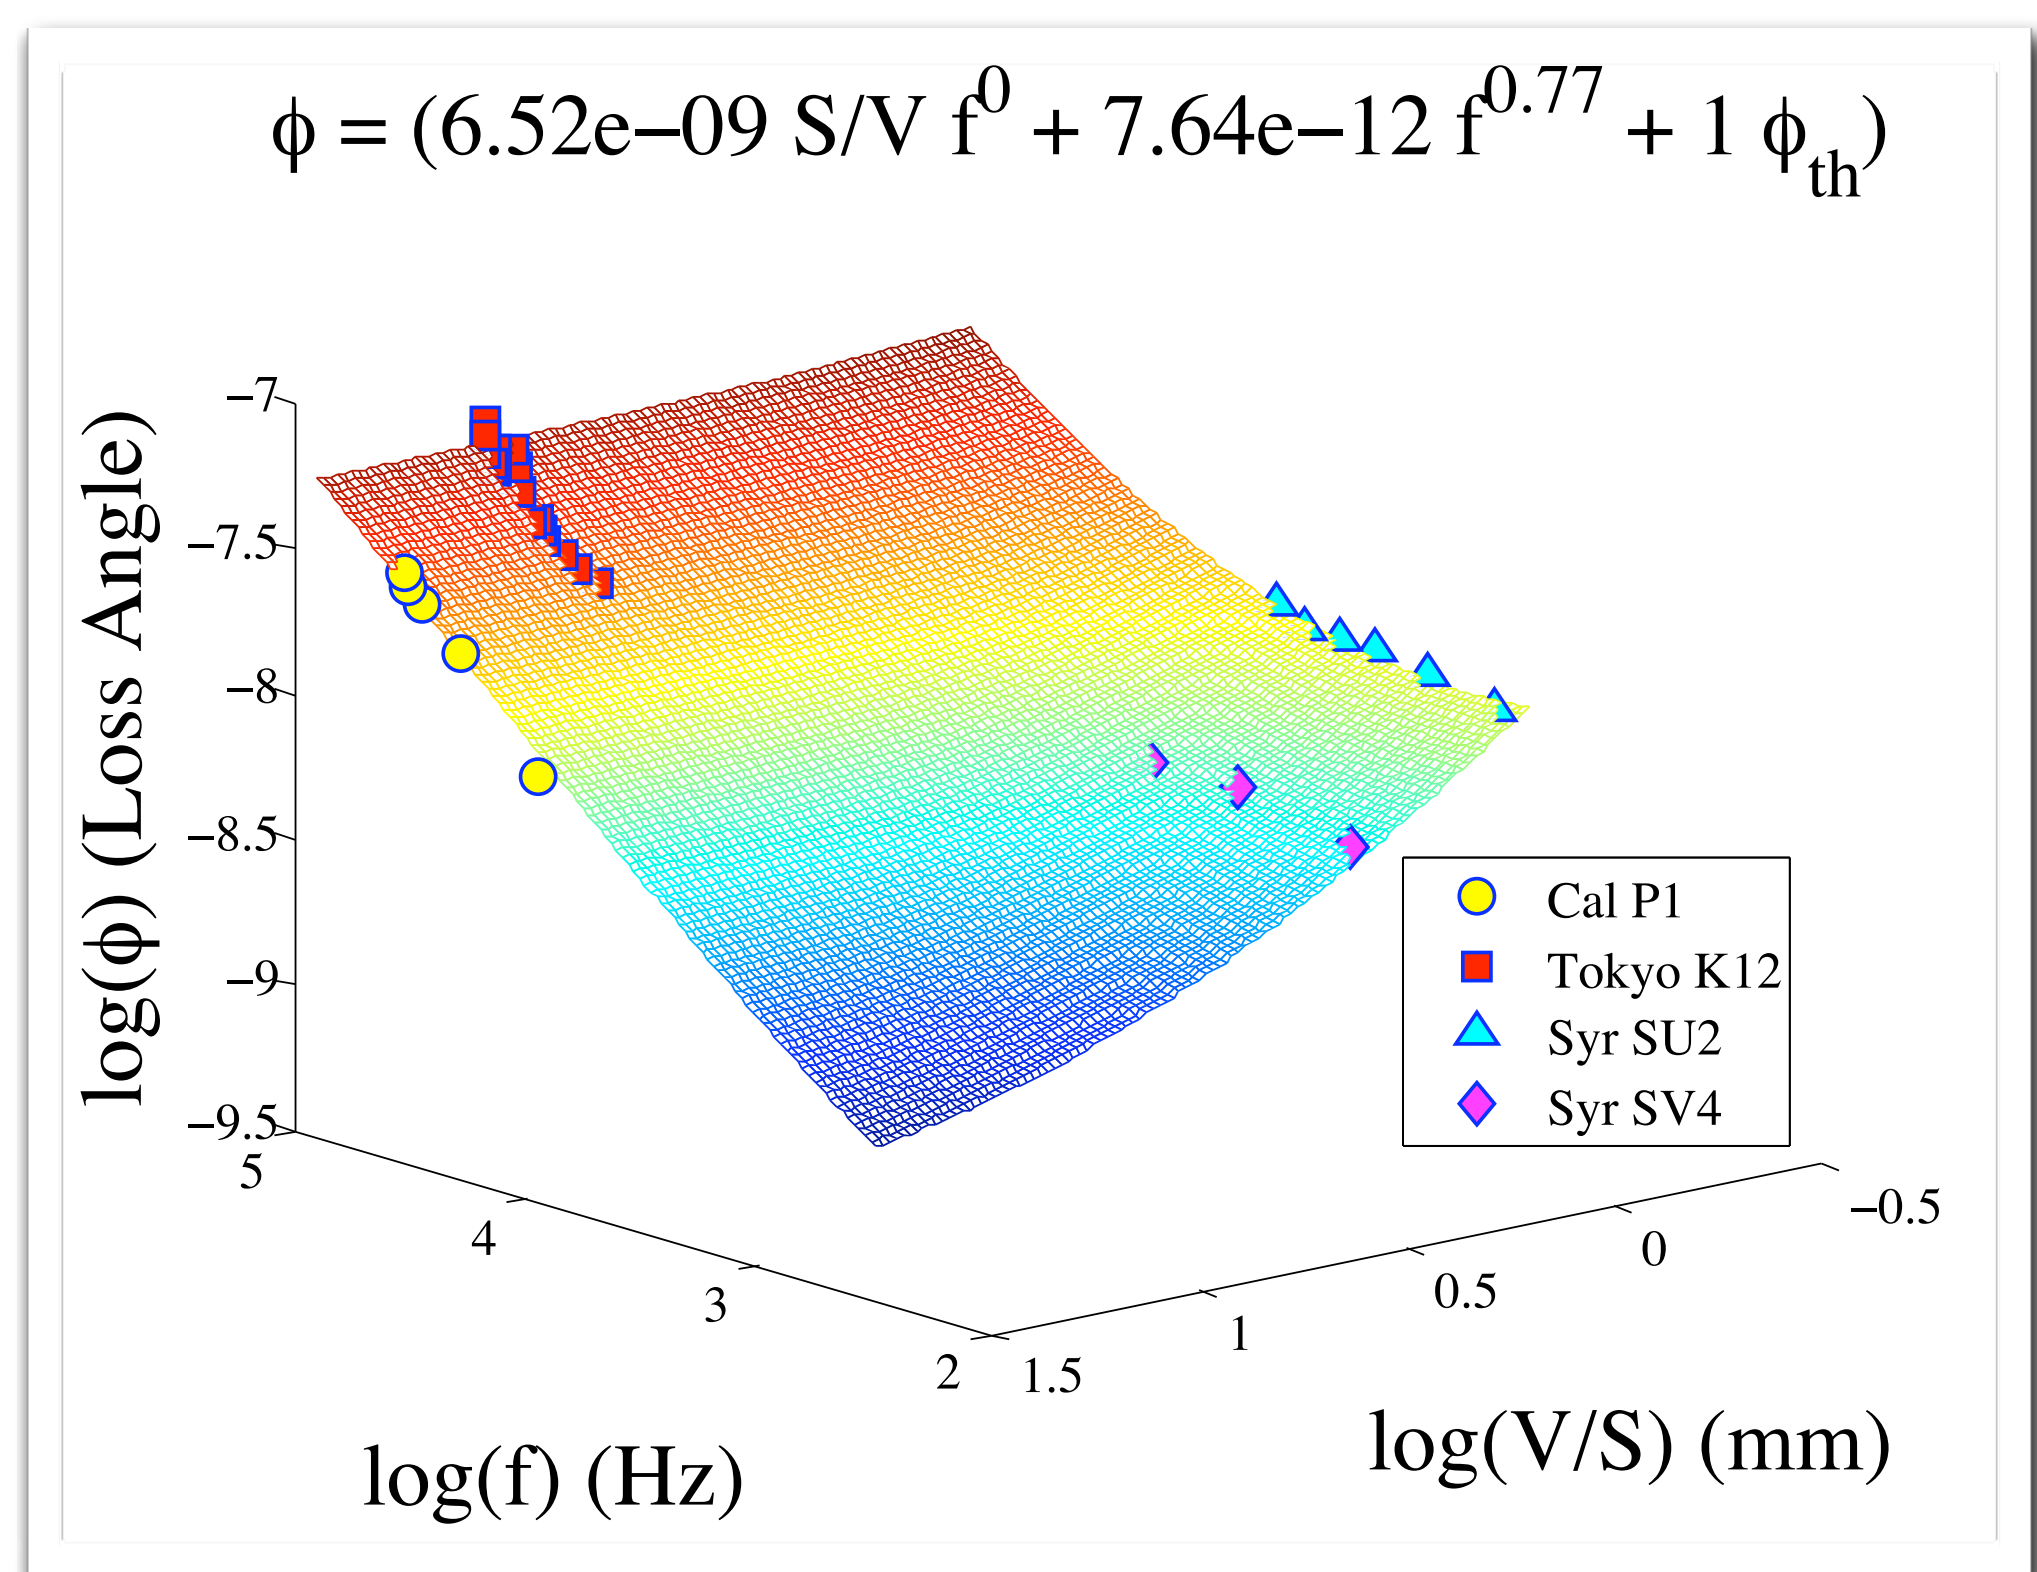 ϕ = (6.52e−09 S/V f^0 + 7.64e−12 f^0.77 + 1 ϕ_th)
−7
−7.5
−8
−8.5
−9
−9.5
log(ϕ) (Loss Angle)
5
4
3
2
log(f) (Hz)
1.5
1
0.5
0
−0.5
log(V/S) (mm)
Cal P1
Tokyo K12
Syr SU2
Syr SV4